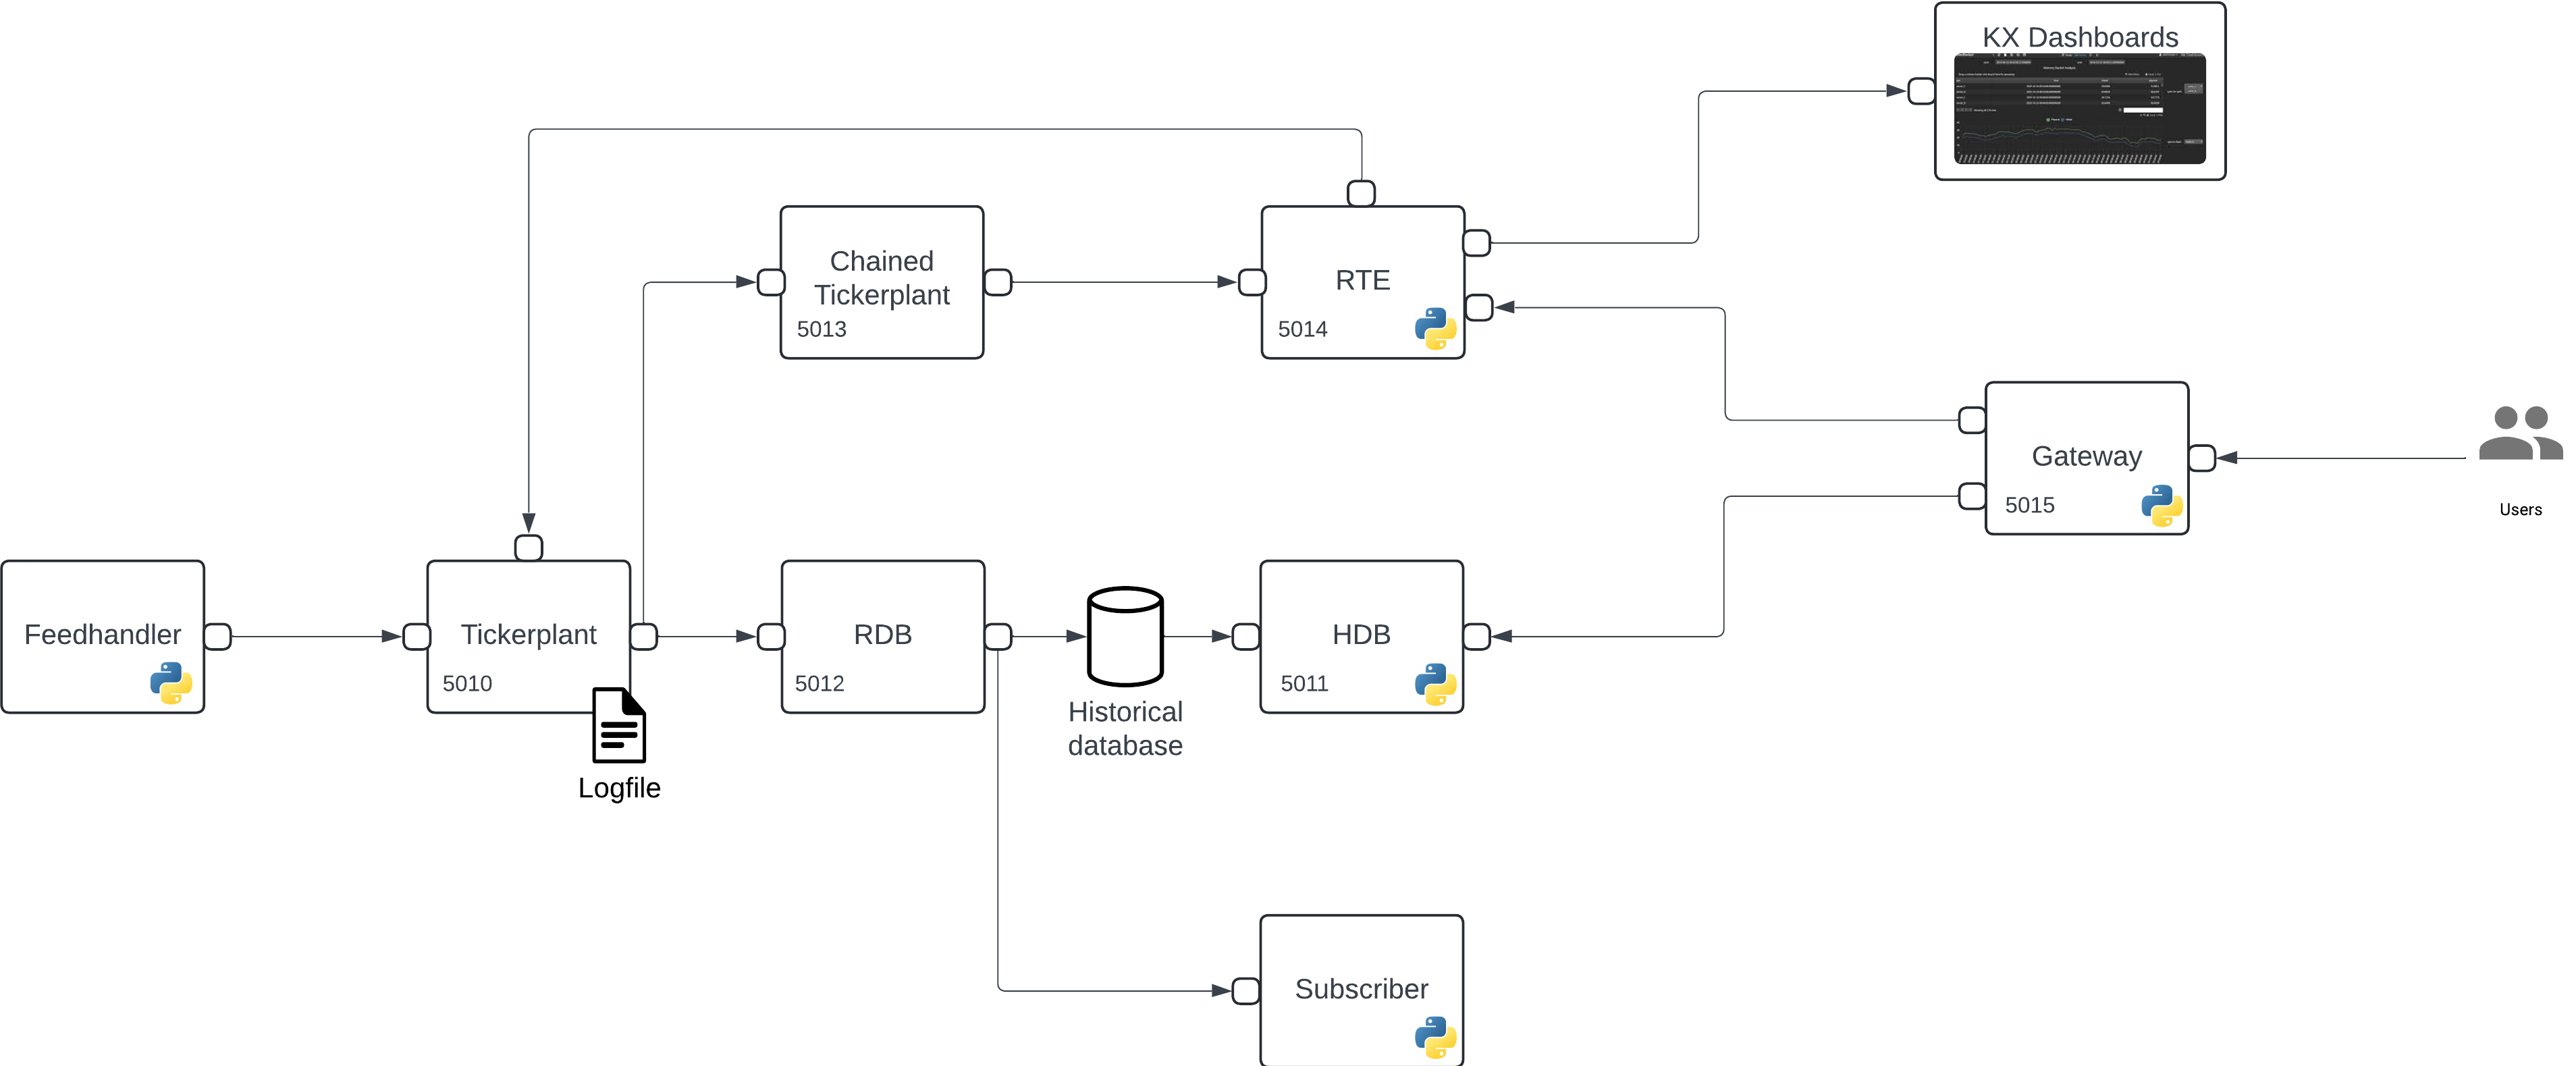 KX Dashboards
Chained
Tickerplant
5013
RTE
5014
Gateway
5015
Users
Feedhandler
Tickerplant
5010
Logfile
RDB
5012
Historical
database
HDB
5011
Subscriber